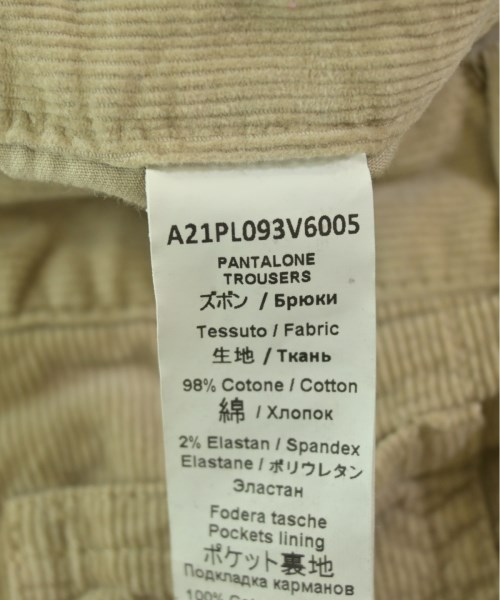 A21PL093V6005
PANTALONE
TROUSERS
ズボン / Брюки
Tessuto / Fabric
生地 / Ткань
98% Cotone / Cotton
綿 / Хлопок
2% Elastan / Spandex
Elastane / ポリウレタン
Эластан
Fodera tasche
Pockets lining
ポケット裏地
Подкладка карманов
100%